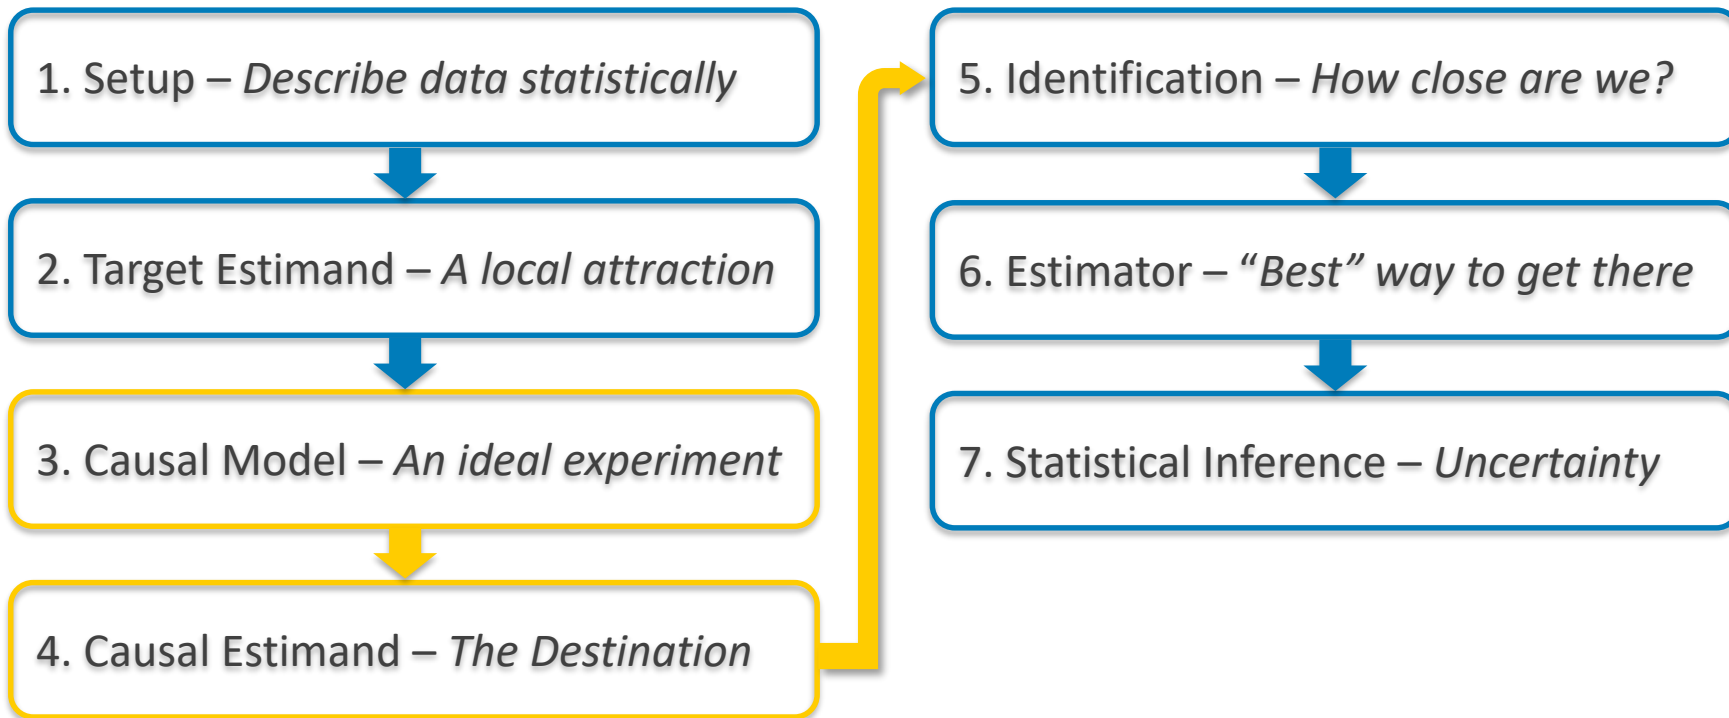 1. Setup – Describe data statistically
2. Target Estimand – A local attraction
3. Causal Model – An ideal experiment
4. Causal Estimand – The Destination
5. Identification – How close are we?
6. Estimator – “Best” way to get there
7. Statistical Inference – Uncertainty